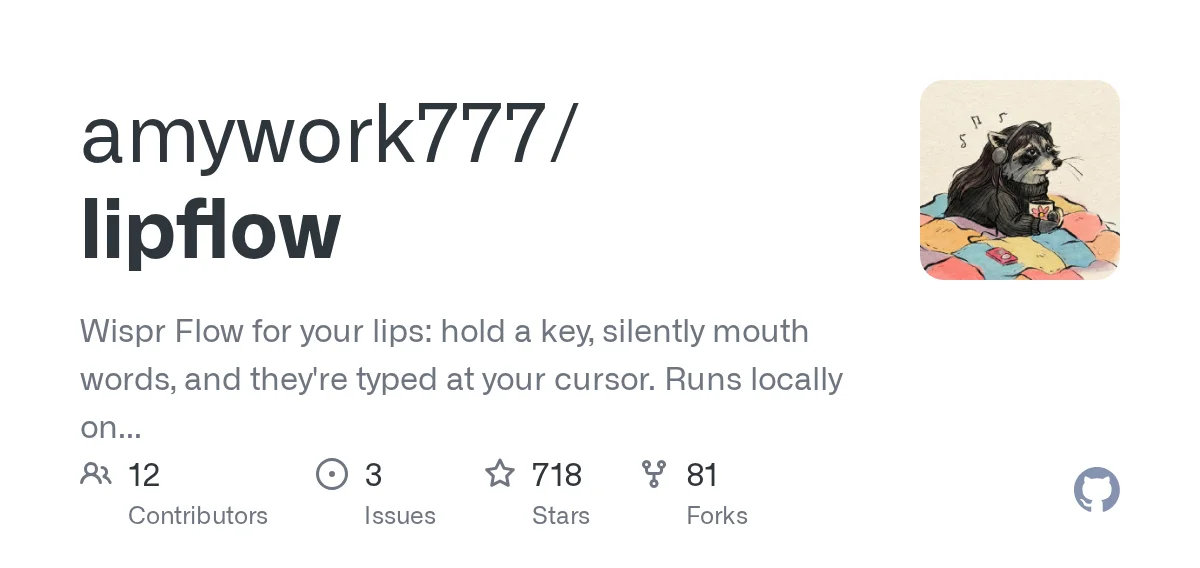 amywork777/
lipflow
Wispr Flow for your lips: hold a key, silently mouth
words, and they're typed at your cursor. Runs locally
on...
12
Contributors
3
Issues
718
Stars
81
Forks